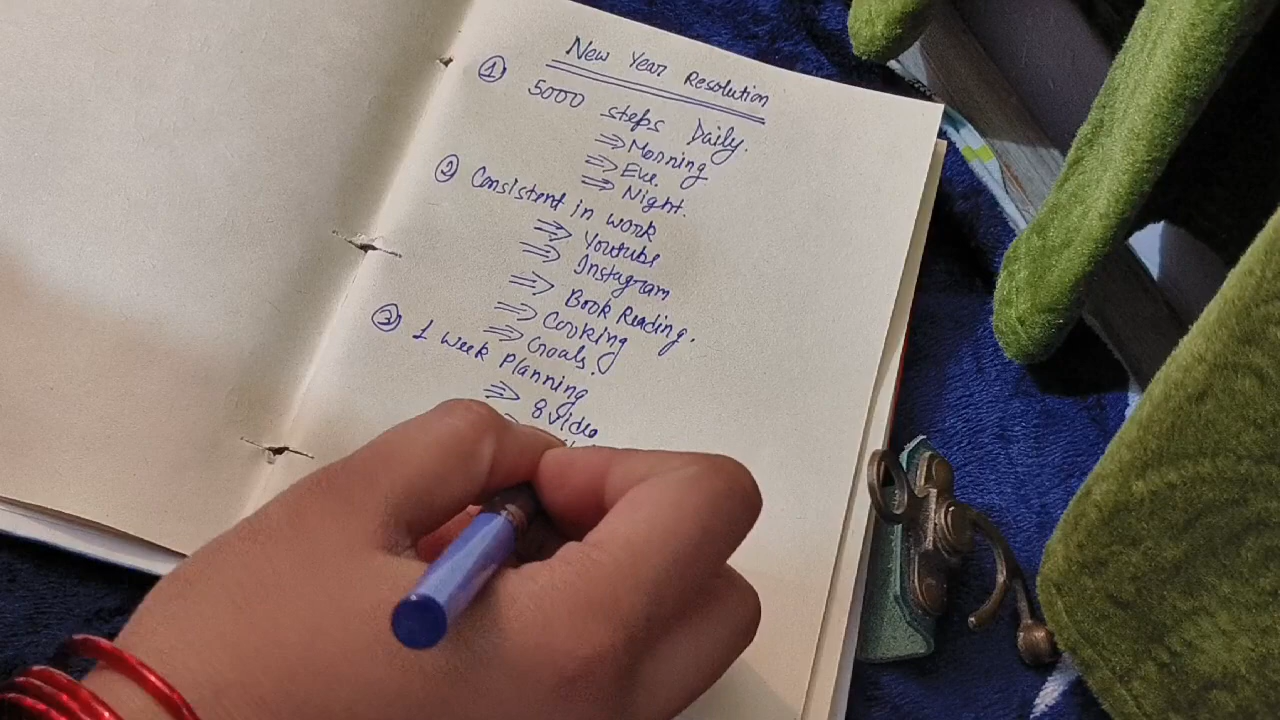 New Year Resolution
① 5000 steps Daily.
⇒ Morning
⇒ Eve.
⇒ Night.
② Consistent in work
⇒ Youtube
⇒ Instagram
⇒ Book Reading.
⇒ Cooking
⇒ Goals.
③ 1 week Planning
⇒ 8 Video